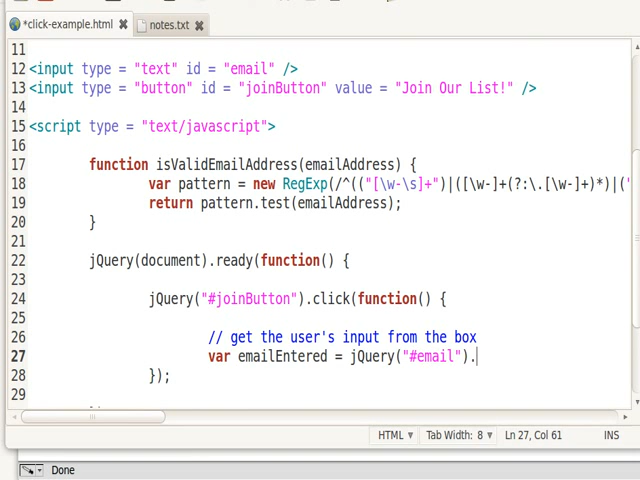 *click-example.html
notes.txt
11
12 <input type = "text" id = "email" />
13 <input type = "button" id = "joinButton" value = "Join Our List!" />
14
15 <script type = "text/javascript">
16
17 function isValidEmailAddress(emailAddress) {
18 var pattern = new RegExp(/^(("[\w-\s]+")|([\w-]+(?:\.[\w-]+)*)|("
19 return pattern.test(emailAddress);
20 }
21
22 jQuery(document).ready(function() {
23
24 jQuery("#joinButton").click(function() {
25
26 // get the user's input from the box
27 var emailEntered = jQuery("#email").
28 });
29
HTML Tab Width: 8 Ln 27, Col 61 INS
Done